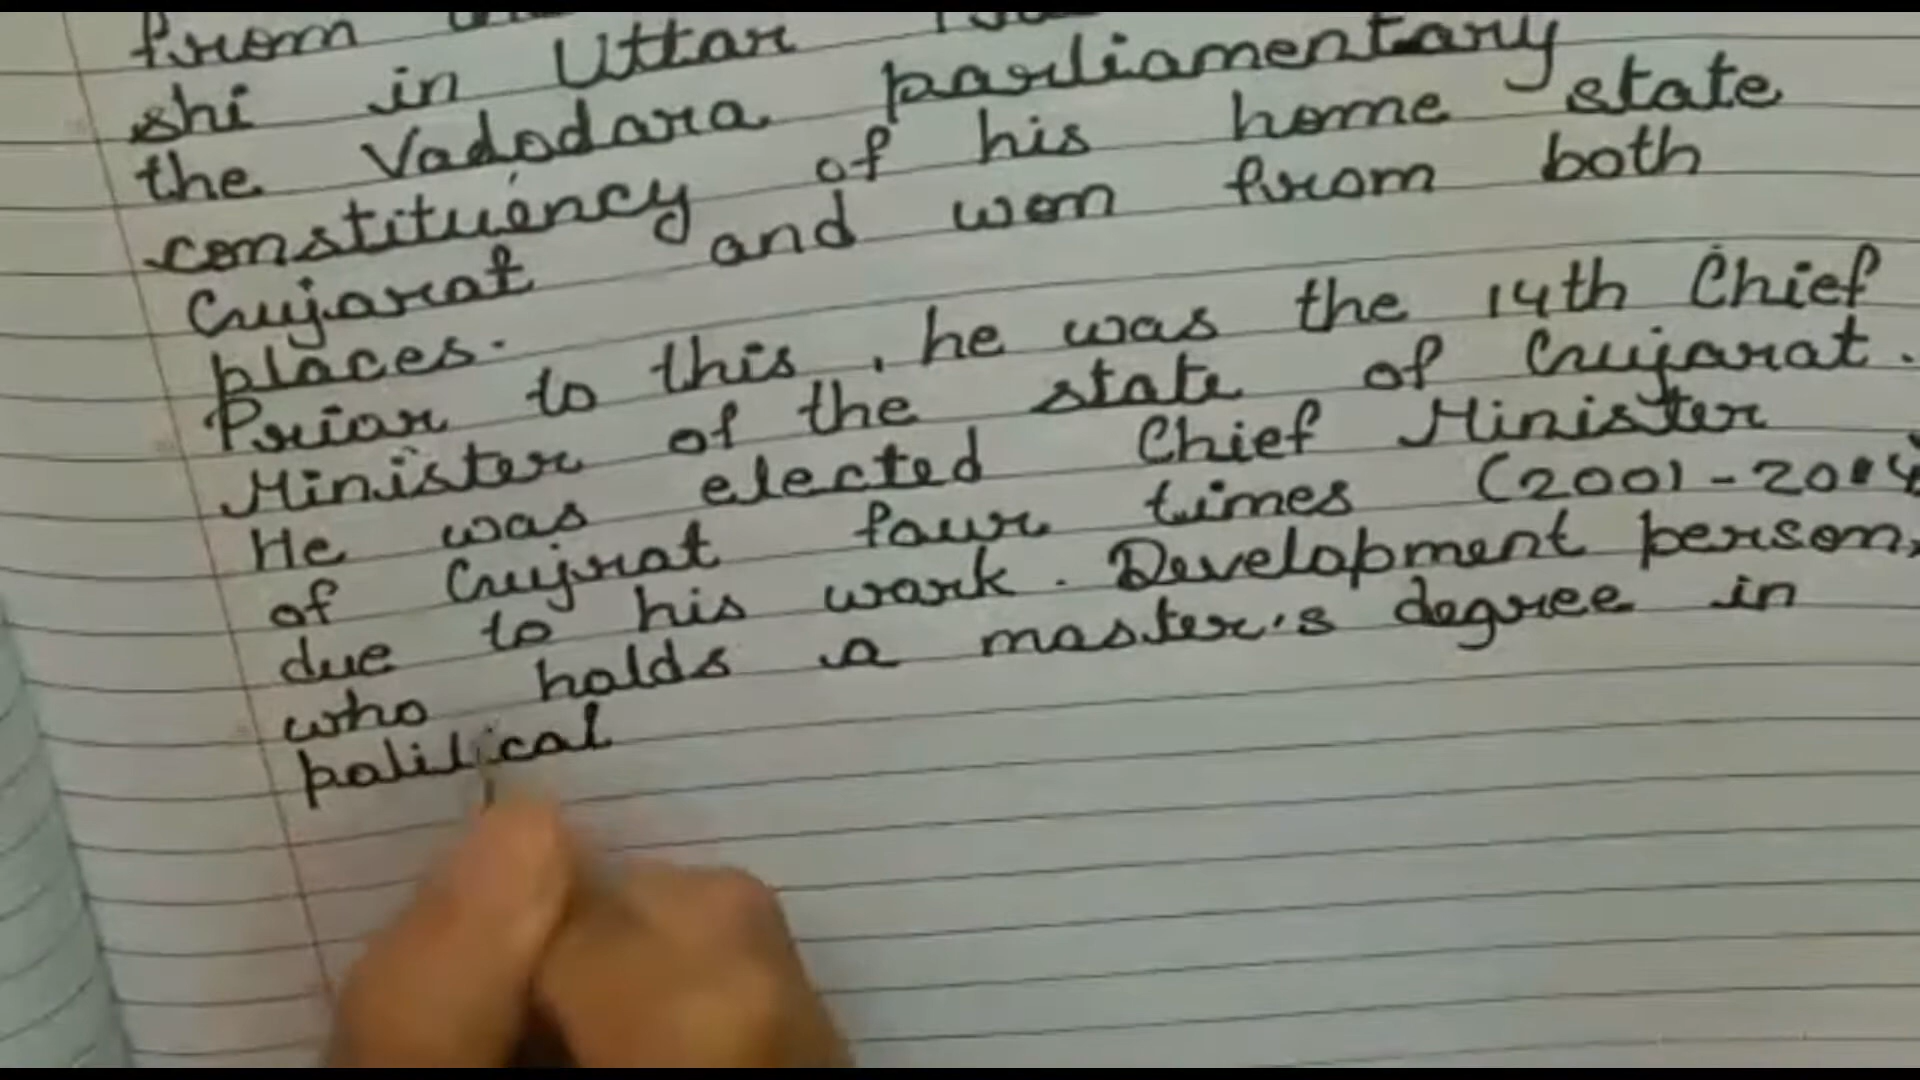 from
shi in Uttar
the Vadodara parliamentary
constituency of his home state
Gujarat and won from both
places.
Prior to this, he was the 14th Chief
Minister of the state of Gujarat.
He was elected Chief Minister
of Gujrat four times (2001-2014
due to his work. Development person,
who holds a master's degree in
political